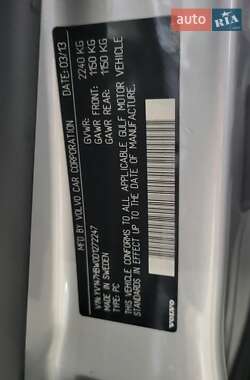 auto
RIA
.com
MFD BY VOLVO CAR CORPORATION
DATE: 03/13
GVWR: 2240 KG
GAWR FRONT: 1150 KG
GAWR REAR: 1150 KG
THIS VEHICLE CONFORMS TO ALL APPLICABLE GULF MOTOR VEHICLE
STANDARDS IN EFFECT UP TO THE DATE OF MANUFACTURE.
MADE IN SWEDEN
TYPE: PC
VOLVO